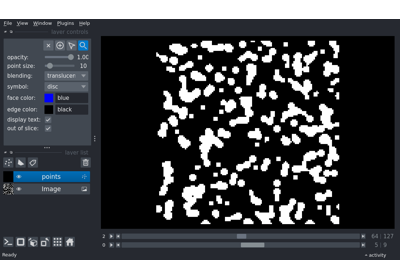 File View Window Plugins Help
layer controls
opacity: 1.00
point size: 10
blending: translucen
symbol: disc
face color: blue
edge color: black
display text:
out of slice:
layer list
points
Image
2 64 127
0 5 9
Ready activity